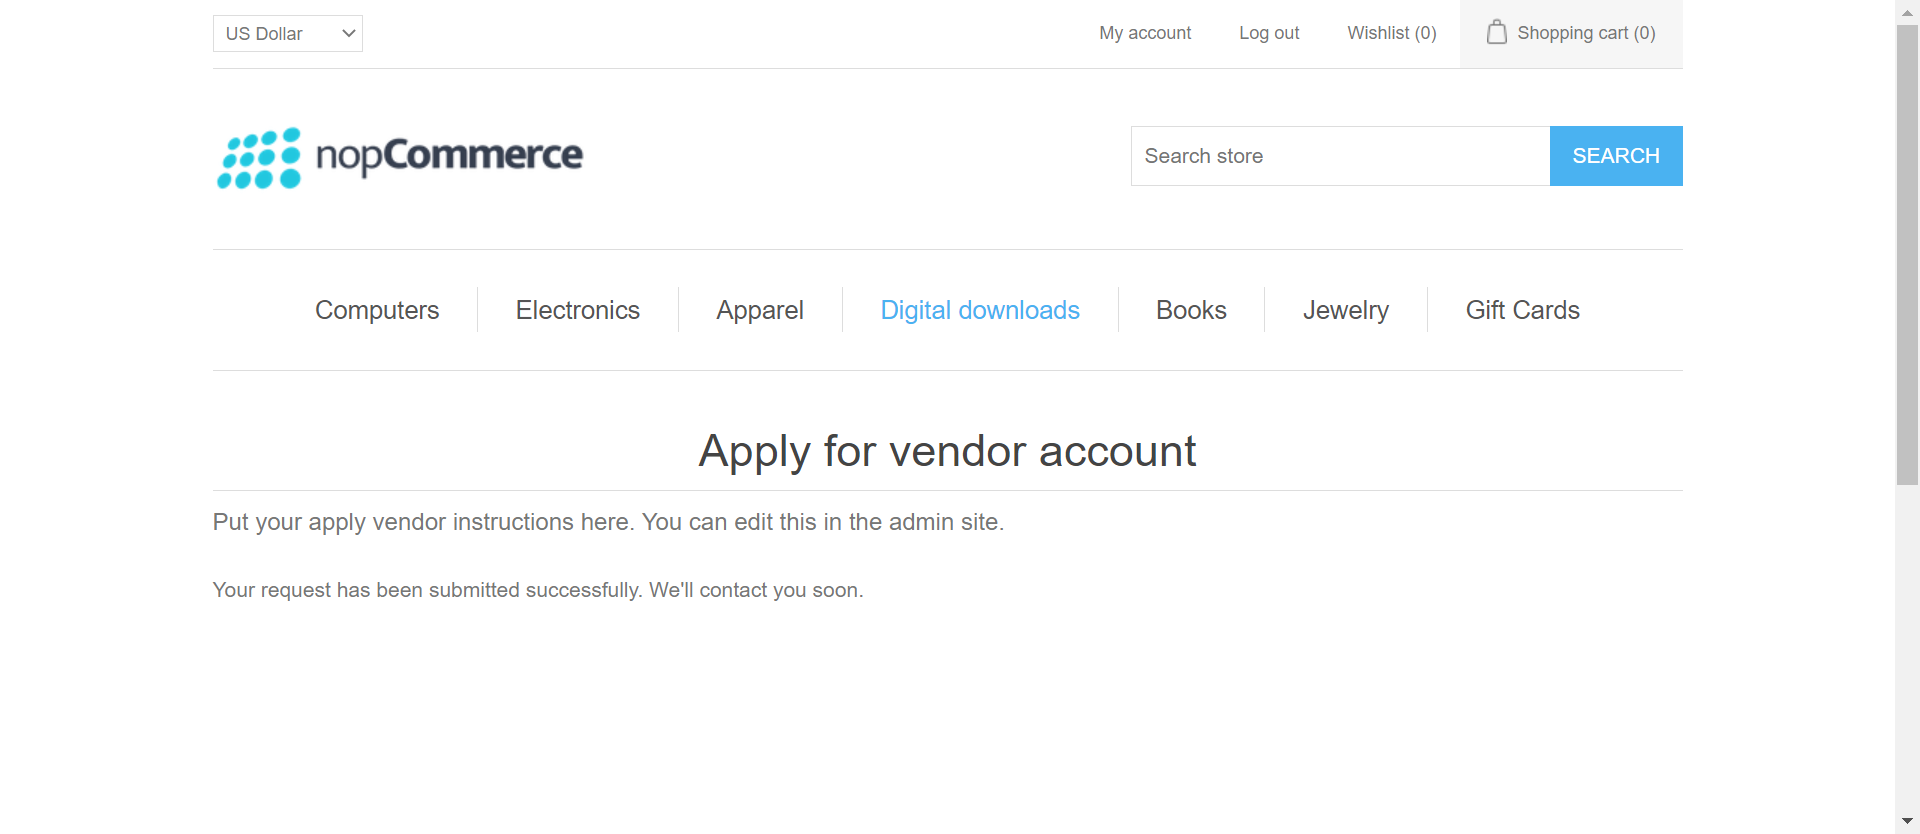 US Dollar
My account
Log out
Wishlist (0)
Shopping cart (0)
nopCommerce
Search store
SEARCH
Computers
Electronics
Apparel
Digital downloads
Books
Jewelry
Gift Cards
Apply for vendor account
Put your apply vendor instructions here. You can edit this in the admin site.
Your request has been submitted successfully. We'll contact you soon.